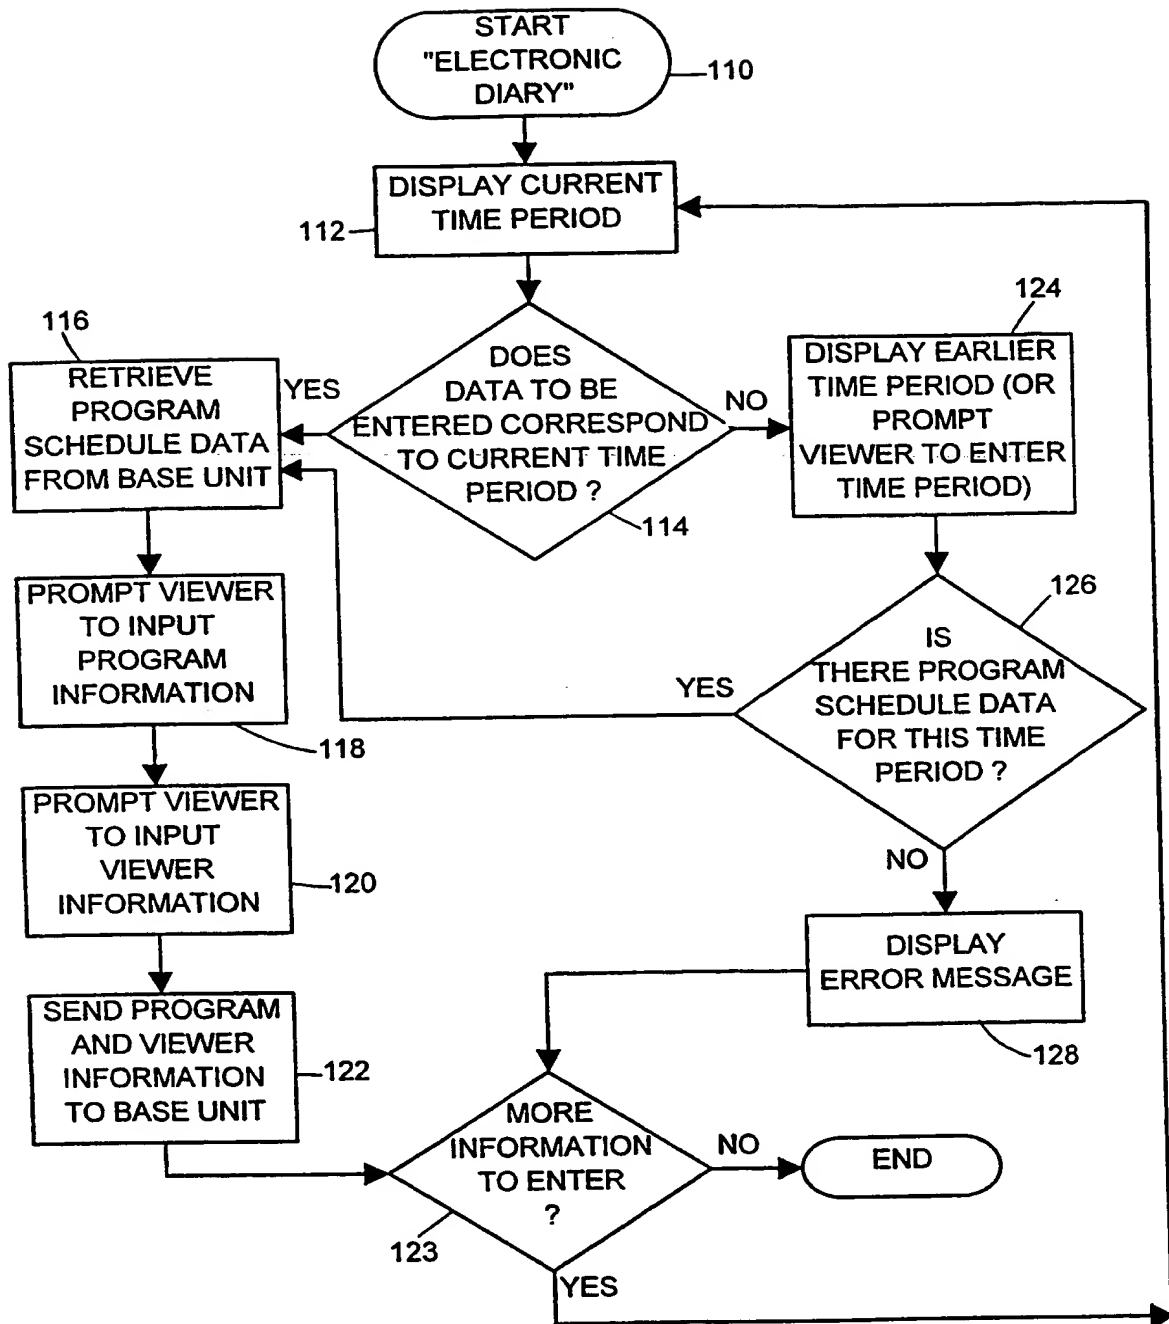 START
"ELECTRONIC
DIARY"
110
DISPLAY CURRENT
TIME PERIOD
112
DOES
DATA TO BE
ENTERED CORRESPOND
TO CURRENT TIME
PERIOD ?
114
YES
NO
116
RETRIEVE
PROGRAM
SCHEDULE DATA
FROM BASE UNIT
124
DISPLAY EARLIER
TIME PERIOD (OR
PROMPT
VIEWER TO ENTER
TIME PERIOD)
PROMPT VIEWER
TO INPUT
PROGRAM
INFORMATION
118
126
IS
THERE PROGRAM
SCHEDULE DATA
FOR THIS TIME
PERIOD ?
YES
NO
PROMPT VIEWER
TO INPUT
VIEWER
INFORMATION
120
DISPLAY
ERROR MESSAGE
128
SEND PROGRAM
AND VIEWER
INFORMATION
TO BASE UNIT
122
MORE
INFORMATION
TO ENTER
?
123
NO
END
YES